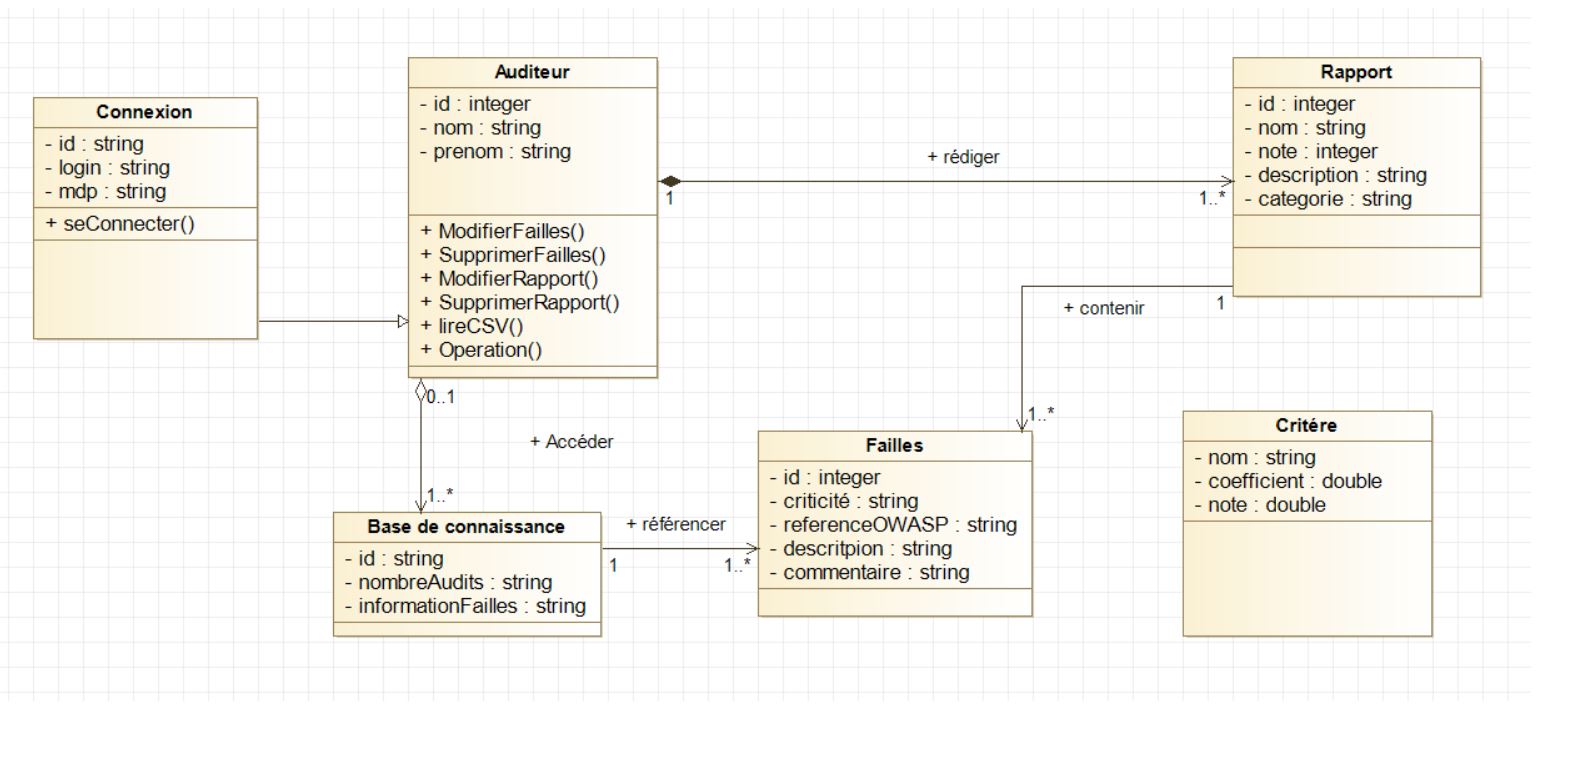 Connexion
- id : string
- login : string
- mdp : string
+ seConnecter()
Auditeur
- id : integer
- nom : string
- prenom : string
+ ModifierFailles()
+ SupprimerFailles()
+ ModifierRapport()
+ SupprimerRapport()
+ lireCSV()
+ Operation()
+ rédiger
1
1..*
Rapport
- id : integer
- nom : string
- note : integer
- description : string
- categorie : string
+ contenir
1
1..*
0..1
+ Accéder
1..*
Base de connaissance
- id : string
- nombreAudits : string
- informationFailles : string
+ référencer
1
1..*
Failles
- id : integer
- criticité : string
- referenceOWASP : string
- descritpion : string
- commentaire : string
Critére
- nom : string
- coefficient : double
- note : double